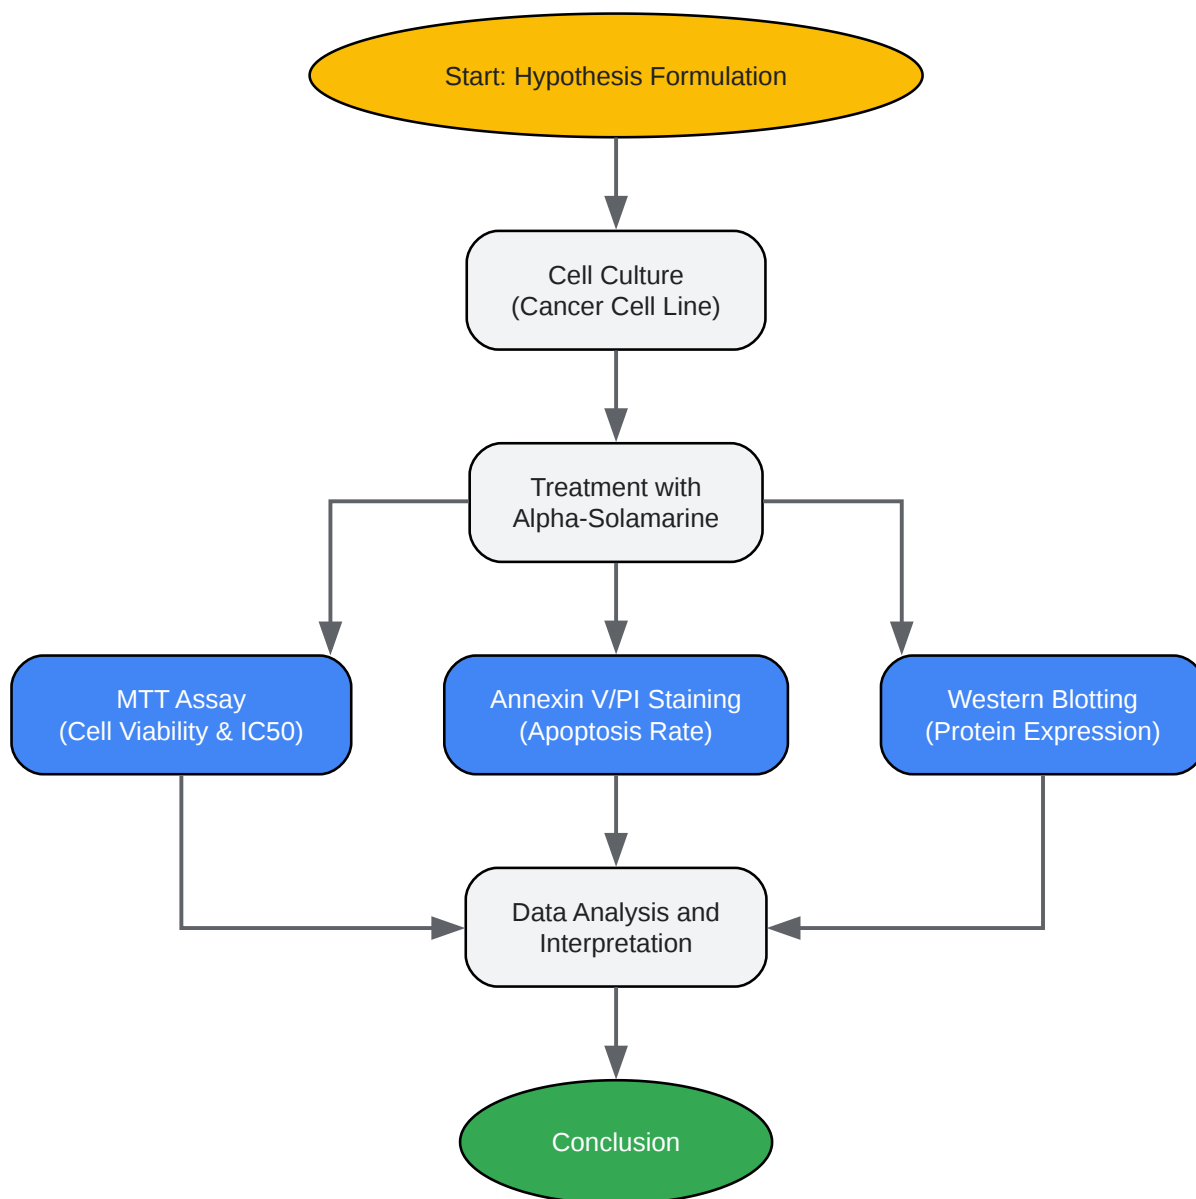 Start: Hypothesis Formulation
Cell Culture
(Cancer Cell Line)
Treatment with
Alpha-Solamarine
MTT Assay
(Cell Viability & IC50)
Annexin V/PI Staining
(Apoptosis Rate)
Western Blotting
(Protein Expression)
Data Analysis and
Interpretation
Conclusion